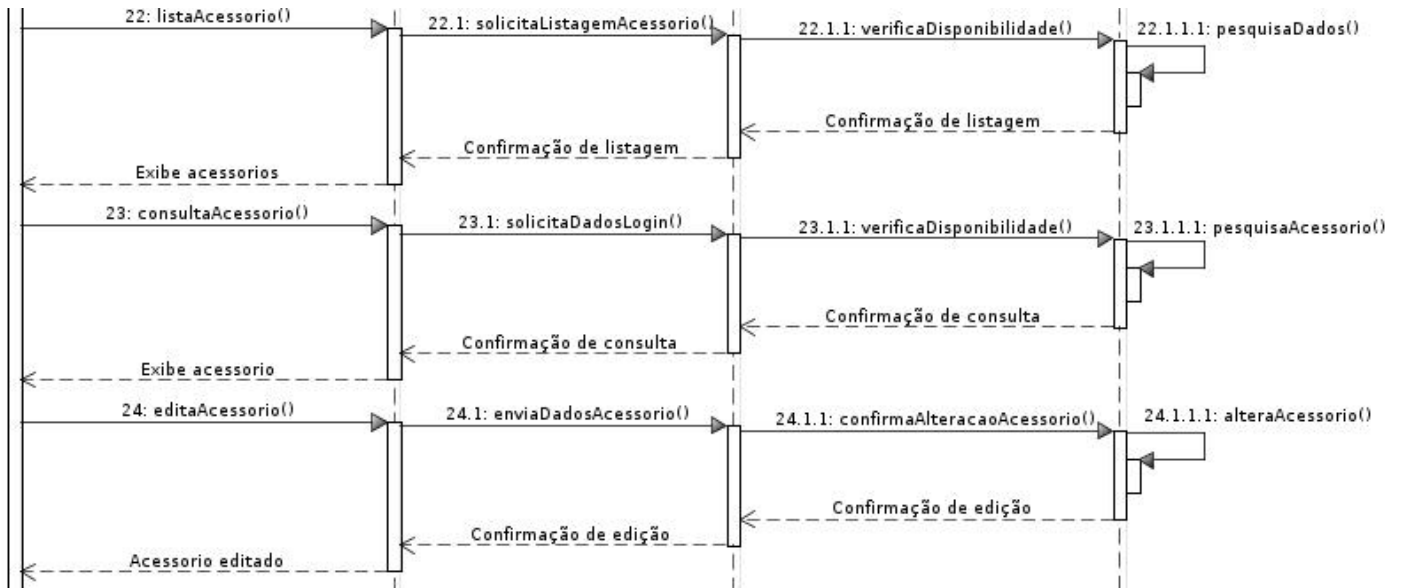 22: listaAcessorio()
22.1: solicitaListagemAcessorio()
22.1.1: verificaDisponibilidade()
22.1.1.1: pesquisaDados()
Confirmação de listagem
Confirmação de listagem
Exibe acessorios
23: consultaAcessorio()
23.1: solicitaDadosLogin()
23.1.1: verificaDisponibilidade()
23.1.1.1: pesquisaAcessorio()
Confirmação de consulta
Confirmação de consulta
Exibe acessorio
24: editaAcessorio()
24.1: enviaDadosAcessorio()
24.1.1: confirmaAlteracaoAcessorio()
24.1.1.1: alteraAcessorio()
Confirmação de edição
Confirmação de edição
Acessorio editado